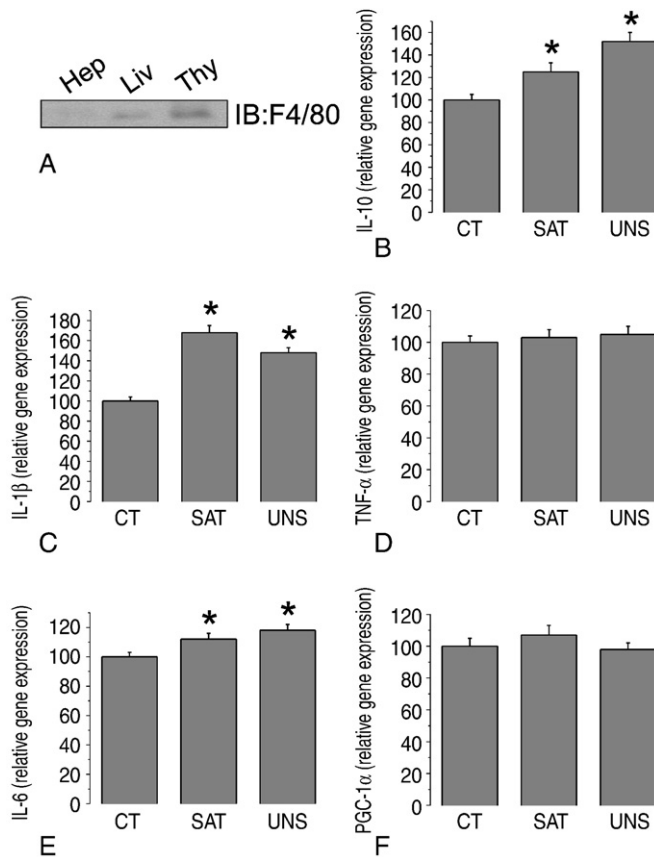 Hep Liv Thy
IB:F4/80
A
IL-10 (relative gene expression)
160
140
120
100
80
60
40
20
0
*
*
CT SAT UNS
B
IL-1β (relative gene expression)
180
160
140
120
100
80
60
40
20
0
*
*
CT SAT UNS
C
TNF-α (relative gene expression)
120
100
80
60
40
20
0
CT SAT UNS
D
IL-6 (relative gene expression)
120
100
80
60
40
20
0
*
*
CT SAT UNS
E
PGC-1α (relative gene expression)
120
100
80
60
40
20
0
CT SAT UNS
F